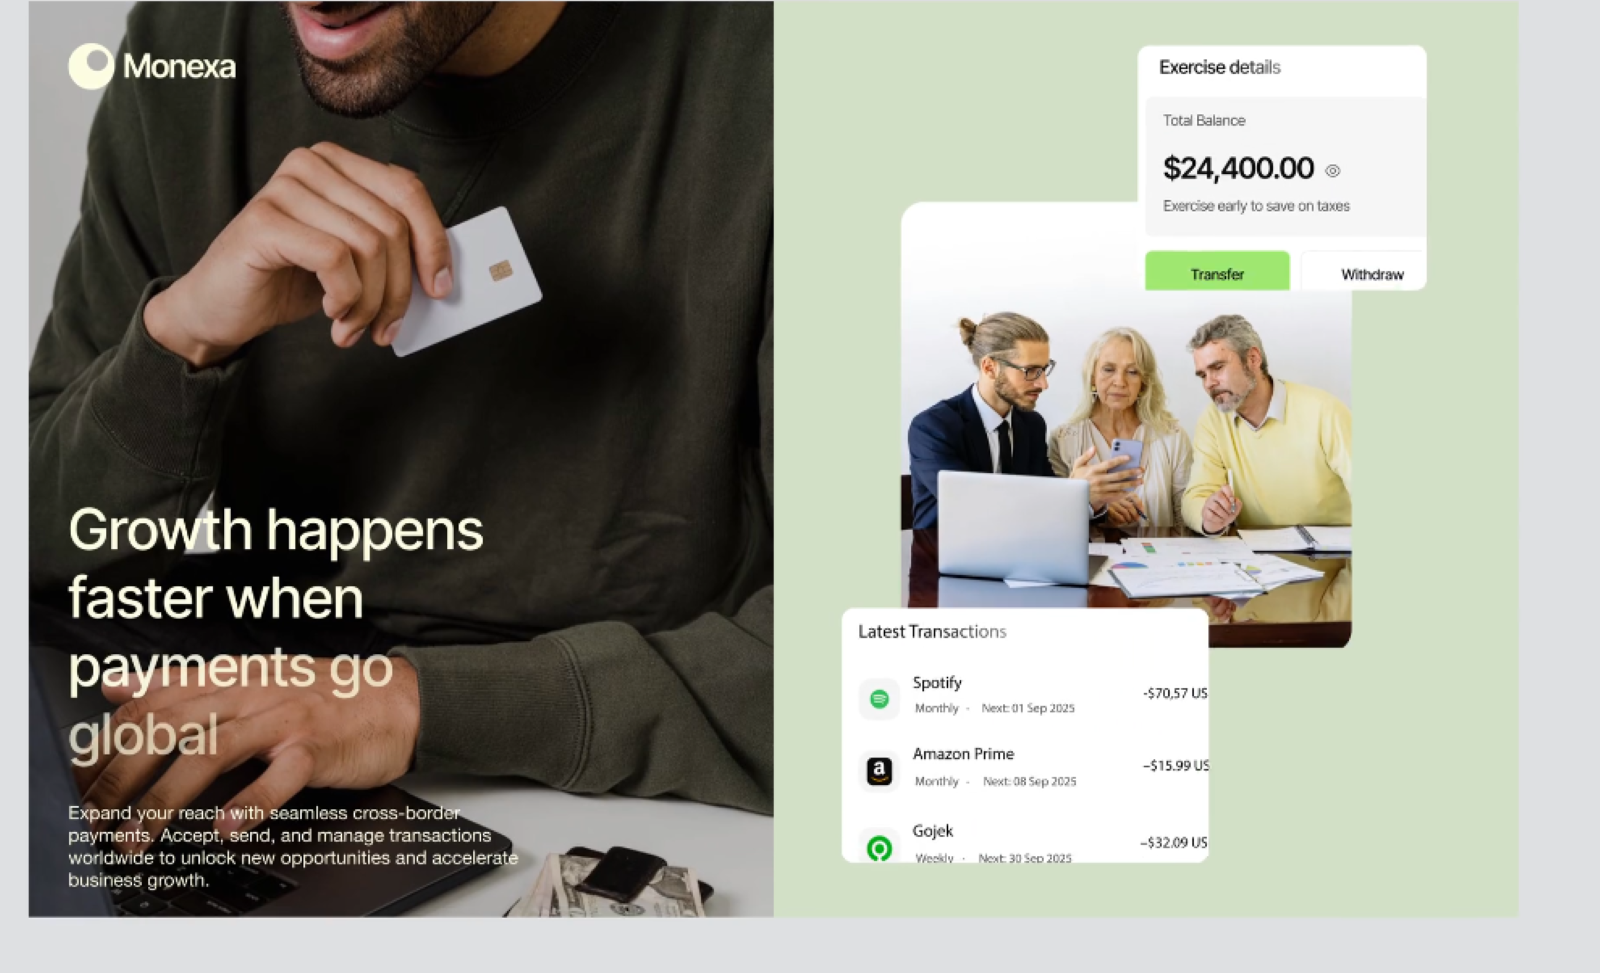 Monexa
Growth happens
faster when
payments go
global
Expand your reach with seamless cross-border
payments. Accept, send, and manage transactions
worldwide to unlock new opportunities and accelerate
business growth.
Exercise details
Total Balance
$24,400.00
Exercise early to save on taxes
Transfer
Withdraw
Latest Transactions
Spotify
-$70,57 US
Monthly - Next: 01 Sep 2025
a
Amazon Prime
–$15.99 US
Monthly - Next: 08 Sep 2025
Gojek
–$32.09 US
Weekly · Next: 30 Sep 2025